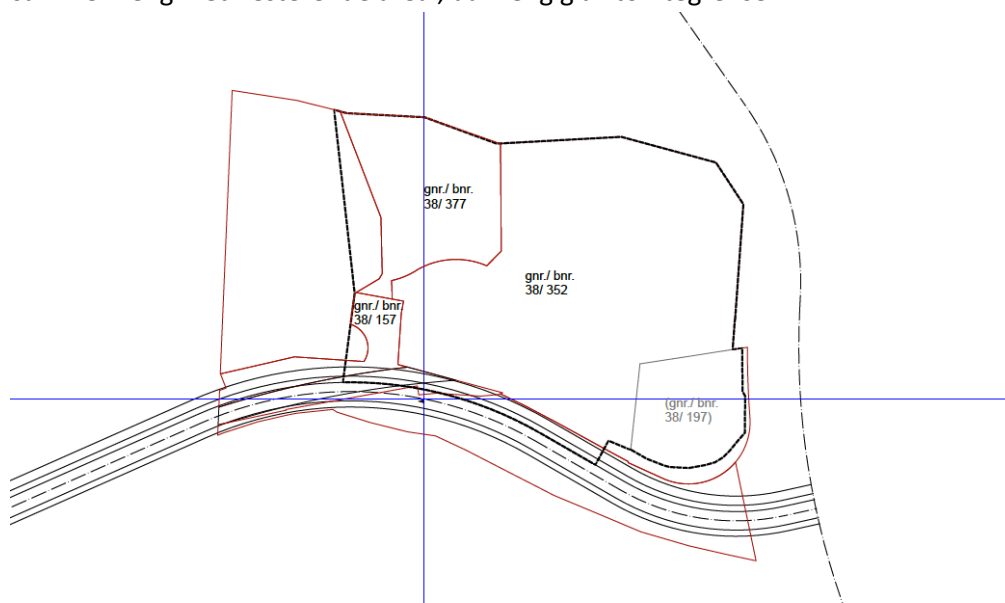 gnr./ bnr.
38/ 377
gnr./ bnr.
38/ 352
gnr./ bnr.
38/ 157
(gnr./ bnr.
38/ 197)